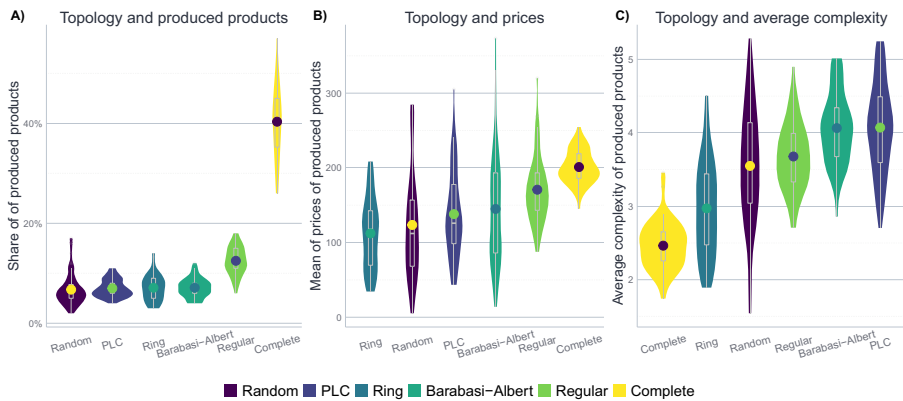 A) Topology and produced products
Share of of produced products
40%
20%
0%
Random PLC Ring Barabasi−Albert Regular Complete
B) Topology and prices
Mean of prices of produced products
300
200
100
0
Ring Random PLC Barabasi−Albert Regular Complete
C) Topology and average complexity
Average complexity of produced products
5
4
3
2
Complete Ring Random Regular Barabasi−Albert PLC
Random PLC Ring Barabasi−Albert Regular Complete